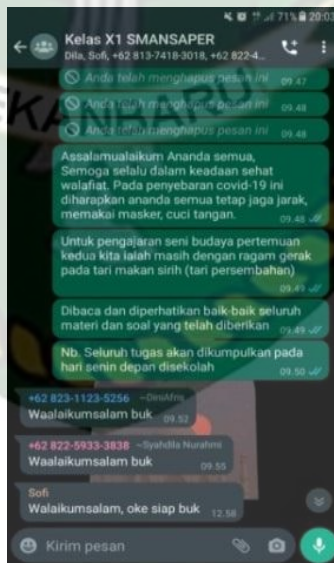 71% 20:03
Kelas X1 SMANSAPER
Dila, Sofi, +62 813-7418-3018, +62 822-4...
Anda telah menghapus pesan ini 09.47
Anda telah menghapus pesan ini 09.48
Anda telah menghapus pesan ini 09.48
EKANBARU
Assalamualaikum Ananda semua,
Semoga selalu dalam keadaan sehat
walafiat. Pada penyebaran covid-19 ini
diharapkan ananda semua tetap jaga jarak,
memakai masker, cuci tangan. 09.48
Untuk pengajaran seni budaya pertemuan
kedua kita ialah masih dengan ragam gerak
pada tari makan sirih (tari persembahan)
09.49
Dibaca dan diperhatikan baik-baik seluruh
materi dan soal yang telah diberikan 09.49
Nb. Seluruh tugas akan dikumpulkan pada
hari senin depan disekolah 09.50
+62 823-1123-5256 ~DiniAfris
Waalaikumsalam buk 09.52
+62 822-5933-3838 ~Syahdila Nurahmi
Waalaikumsalam buk 09.55
Sofi
Walaikumsalam, oke siap buk 12.58
Kirim pesan